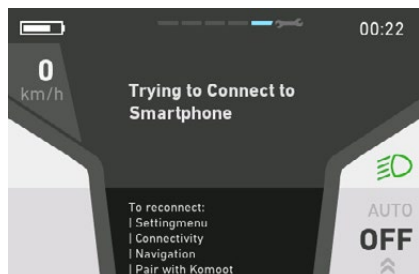 00:22
0
km/h
Trying to Connect to
Smartphone
To reconnect:
| Settingmenu
| Connectivity
| Navigation
| Pair with Komoot
AUTO
OFF